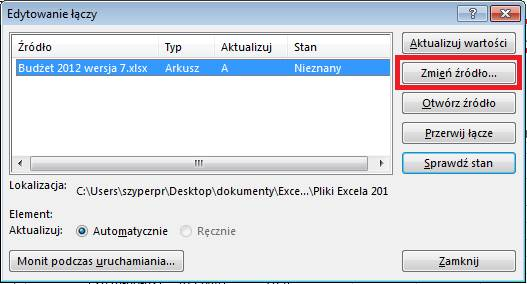 Edytowanie łączy
Źródło Typ Aktualizuj Stan
Budżet 2012 wersja 7.xlsx Arkusz A Nieznany
Aktualizuj wartości
Zmień źródło...
Otwórz źródło
Przerwij łącze
Sprawdź stan
Lokalizacja: C:\Users\szyperpr\Desktop\dokumenty\Exce...\Pliki Excela 201
Element:
Aktualizuj: Automatycznie Ręcznie
Monit podczas uruchamiania... Zamknij